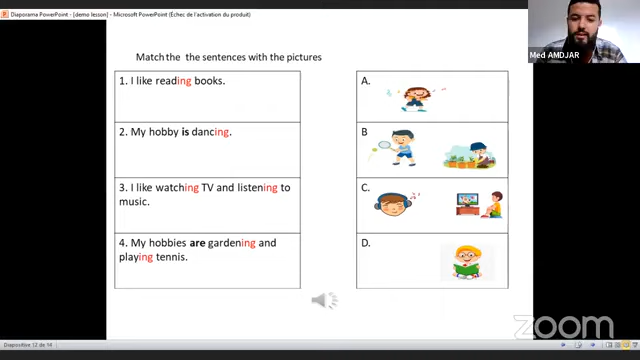 Diaporama PowerPoint - [demo lesson] - Microsoft PowerPoint (Échec de l'activation du produit)
Med AMDJAR
Match the the sentences with the pictures
1. I like reading books.
A.
2. My hobby is dancing.
B
3. I like watching TV and listening to
music.
C.
4. My hobbies are gardening and
playing tennis.
D.
zoom
Diapositive 12 de 14